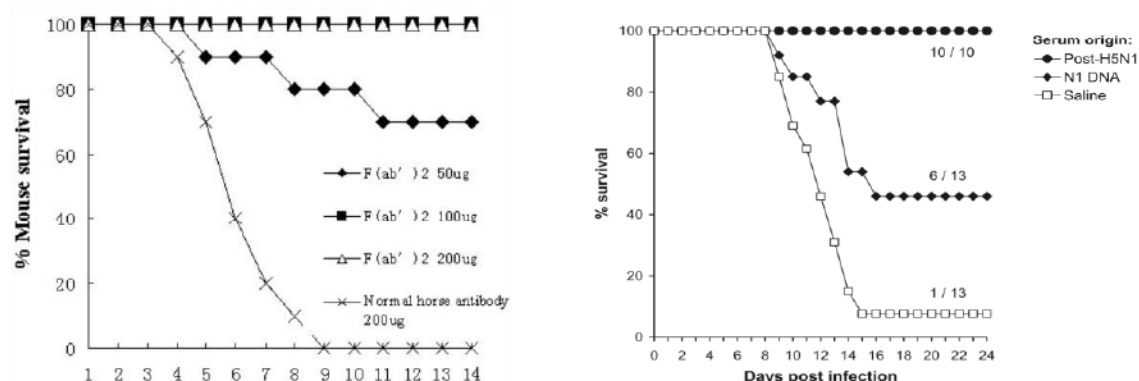 % Mouse survival
100
80
60
40
20
0
F(ab')2 50ug
F(ab')2 100ug
F(ab')2 200ug
Normal horse antibody
200ug
1 2 3 4 5 6 7 8 9 10 11 12 13 14
% survival
100
80
60
40
20
0
10 / 10
6 / 13
1 / 13
0 2 4 6 8 10 12 14 16 18 20 22 24
Days post infection
Serum origin:
Post-H5N1
N1 DNA
Saline